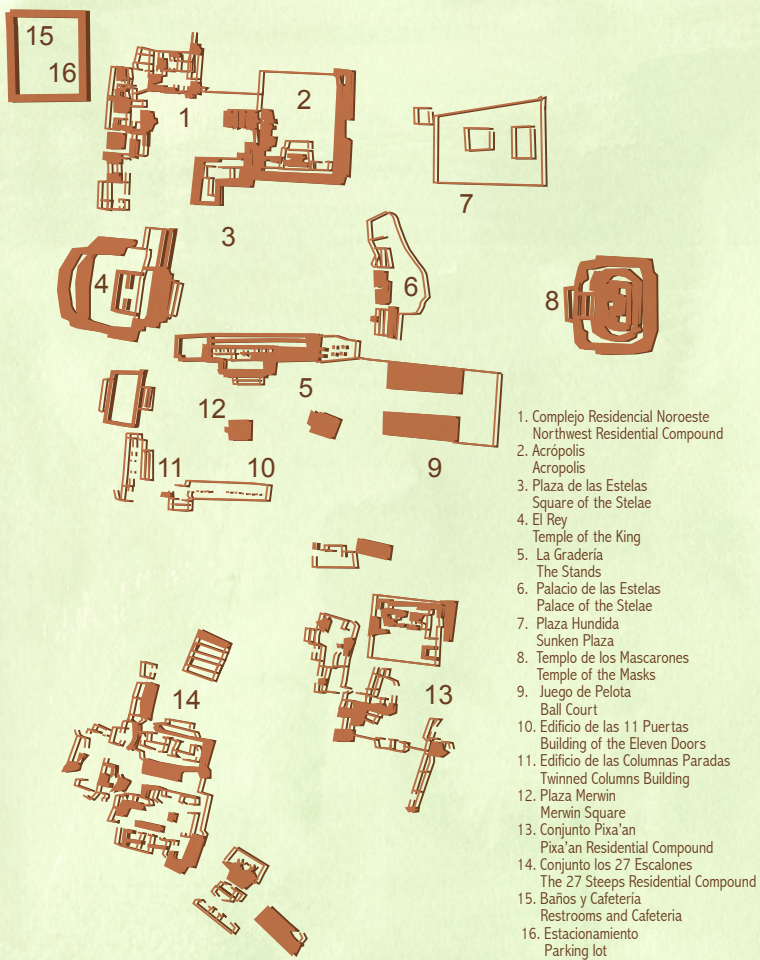 15
16
1
2
7
3
4
6
8
5
12
11
10
9
14
13
1. Complejo Residencial Noroeste
Northwest Residential Compound
2. Acrópolis
Acropolis
3. Plaza de las Estelas
Square of the Stelae
4. El Rey
Temple of the King
5. La Gradería
The Stands
6. Palacio de las Estelas
Palace of the Stelae
7. Plaza Hundida
Sunken Plaza
8. Templo de los Mascarones
Temple of the Masks
9. Juego de Pelota
Ball Court
10. Edificio de las 11 Puertas
Building of the Eleven Doors
11. Edificio de las Columnas Paradas
Twinned Columns Building
12. Plaza Merwin
Merwin Square
13. Conjunto Pixa'an
Pixa'an Residential Compound
14. Conjunto los 27 Escalones
The 27 Steeps Residential Compound
15. Baños y Cafetería
Restrooms and Cafeteria
16. Estacionamiento
Parking lot